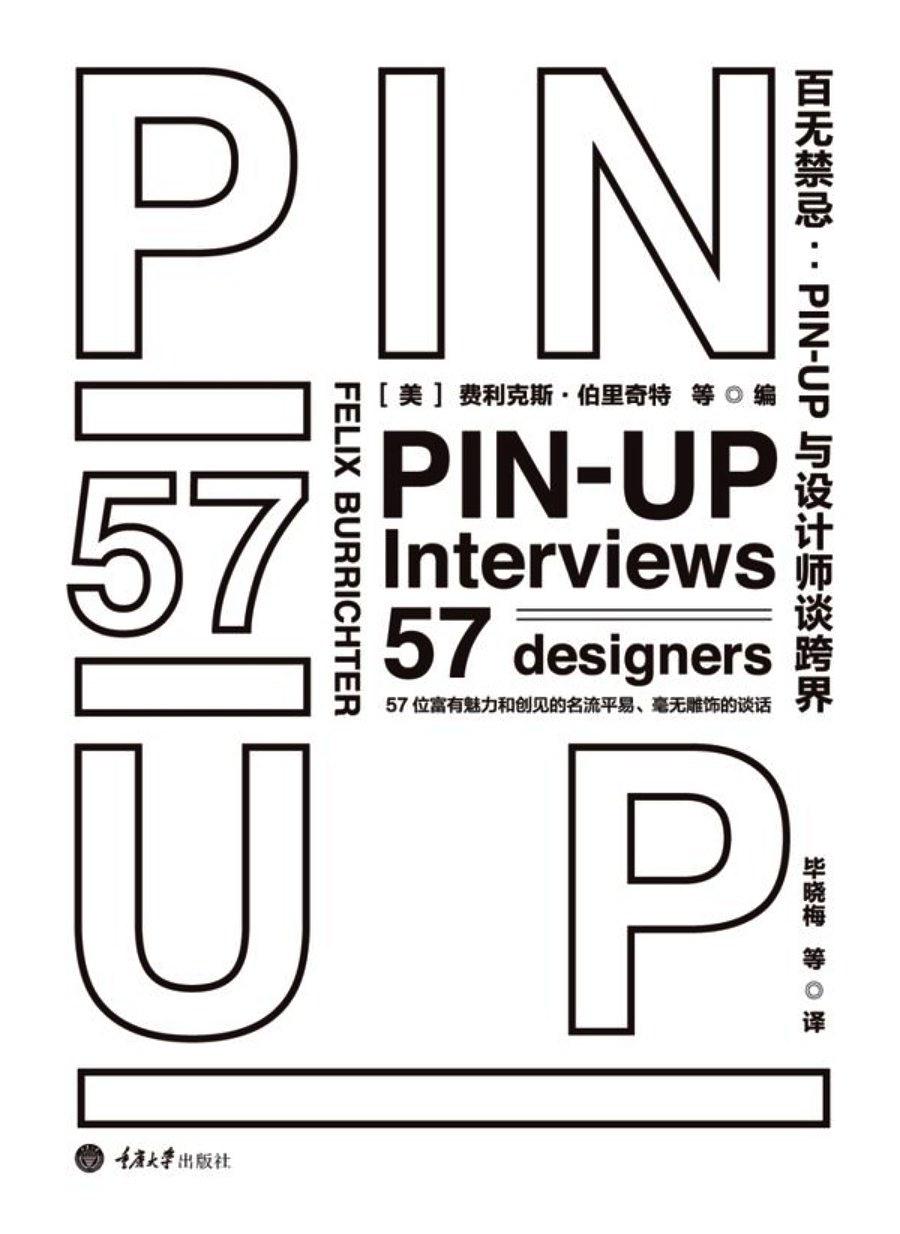 PIN
百无禁忌：PIN-UP 与设计师谈跨界
[美] 费利克斯·伯里奇特 等◎编
FELIX BURRICHTER
57
PIN-UP
Interviews
57 designers
57 位富有魅力和创见的名流平易、毫无雕饰的谈话
UP
毕晓梅 等◎译
重庆大学出版社